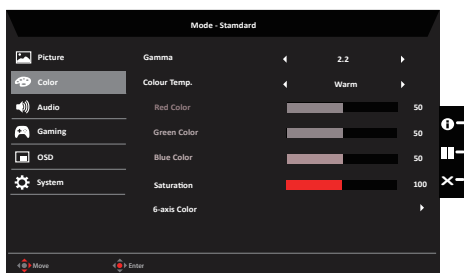 Mode - Standard
Picture
Gamma 2.2
Color
Colour Temp. Warm
Audio
Red Color 50
Gaming
Green Color 50
OSD
Blue Color 50
System
Saturation 100
6-axis Color
Move Enter